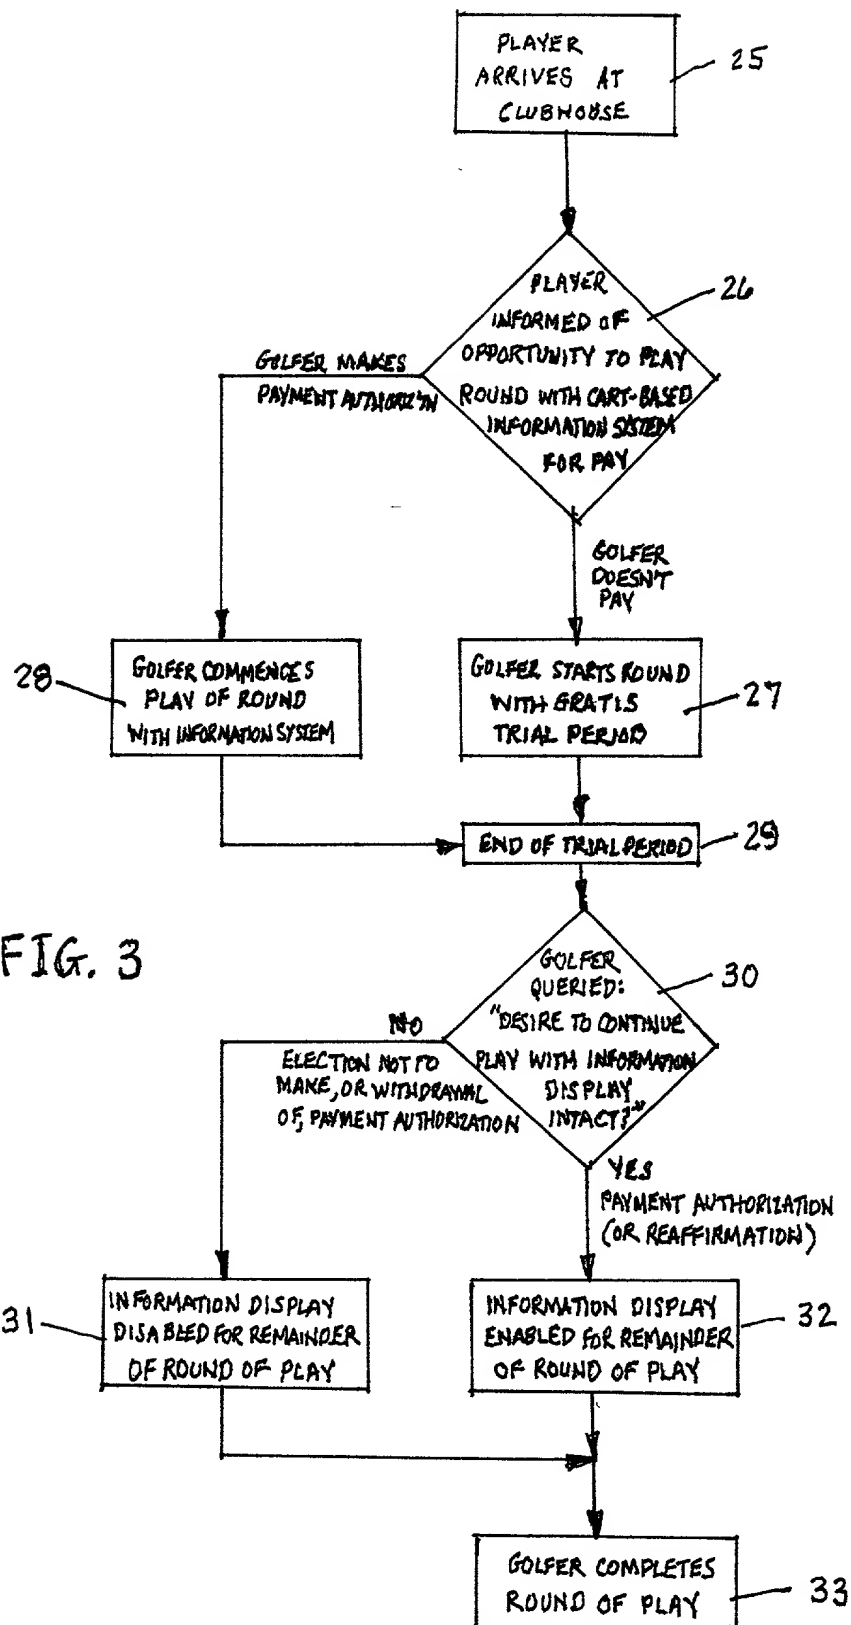 PLAYER
ARRIVES AT
CLUBHOUSE
25
PLAYER
INFORMED OF
OPPORTUNITY TO PLAY
ROUND WITH CART-BASED
INFORMATION SYSTEM
FOR PAY
26
GOLFER MAKES
PAYMENT AUTHORIZ'TN
GOLFER
DOESN'T
PAY
28
GOLFER COMMENCES
PLAY OF ROUND
WITH INFORMATION SYSTEM
GOLFER STARTS ROUND
WITH GRATIS
TRIAL PERIOD
27
END OF TRIAL PERIOD
29
FIG. 3
GOLFER
QUERIED:
"DESIRE TO CONTINUE
PLAY WITH INFORMATION
DISPLAY
INTACT?"
30
NO
ELECTION NOT TO
MAKE, OR WITHDRAWAL
OF, PAYMENT AUTHORIZATION
YES
PAYMENT AUTHORIZATION
(OR REAFFIRMATION)
31
INFORMATION DISPLAY
DISABLED FOR REMAINDER
OF ROUND OF PLAY
INFORMATION DISPLAY
ENABLED FOR REMAINDER
OF ROUND OF PLAY
32
GOLFER COMPLETES
ROUND OF PLAY
33